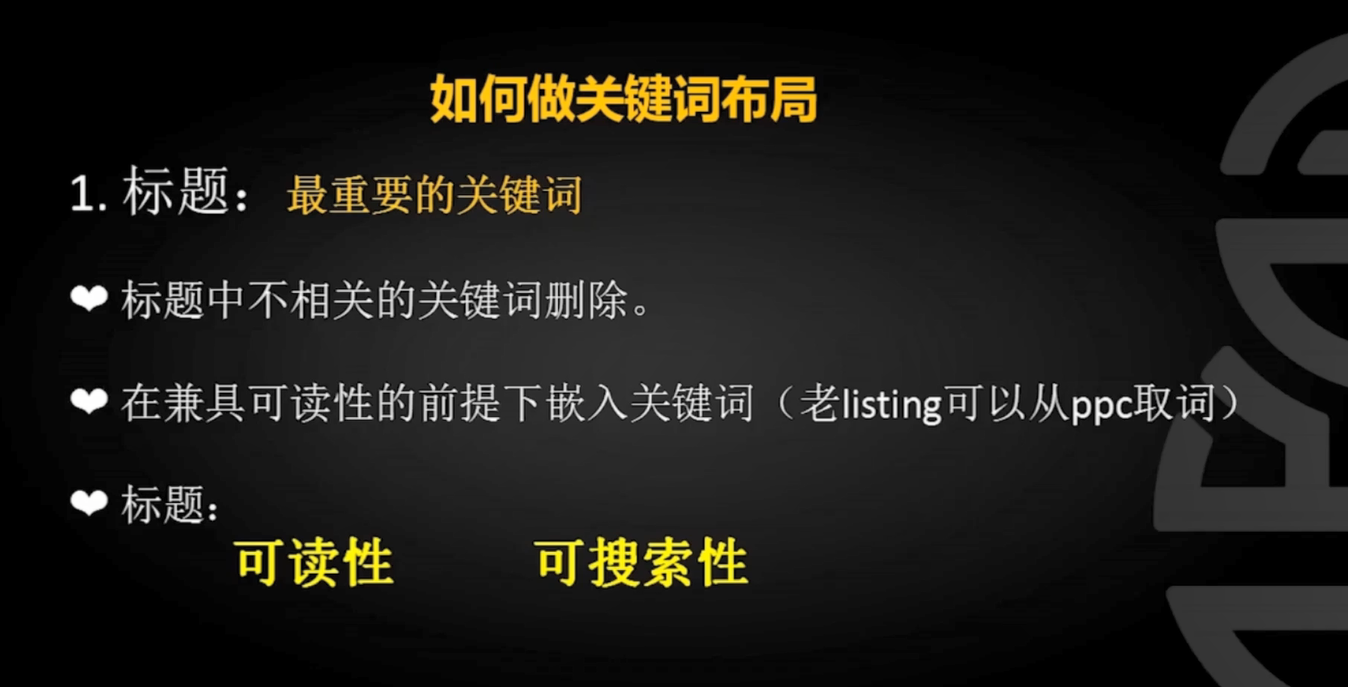 如何做关键词布局
1. 标题： 最重要的关键词
❤ 标题中不相关的关键词删除。
❤ 在兼具可读性的前提下嵌入关键词（老listing可以从ppc取词）
❤ 标题：
可读性 可搜索性